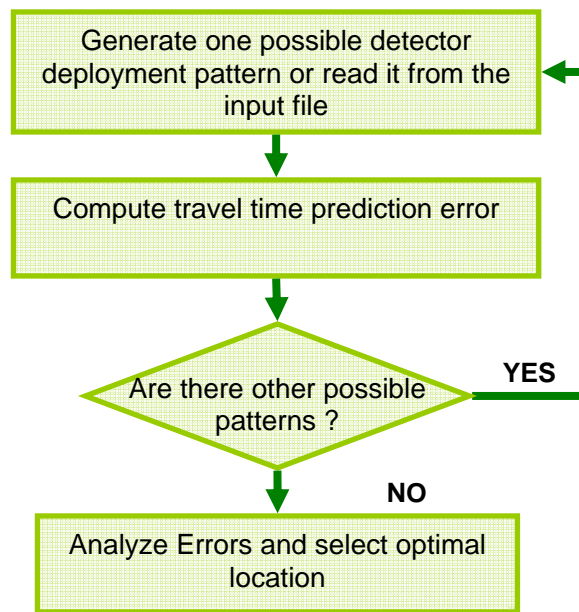 Generate one possible detector
deployment pattern or read it from the
input file
Compute travel time prediction error
Are there other possible
patterns ?
YES
NO
Analyze Errors and select optimal
location